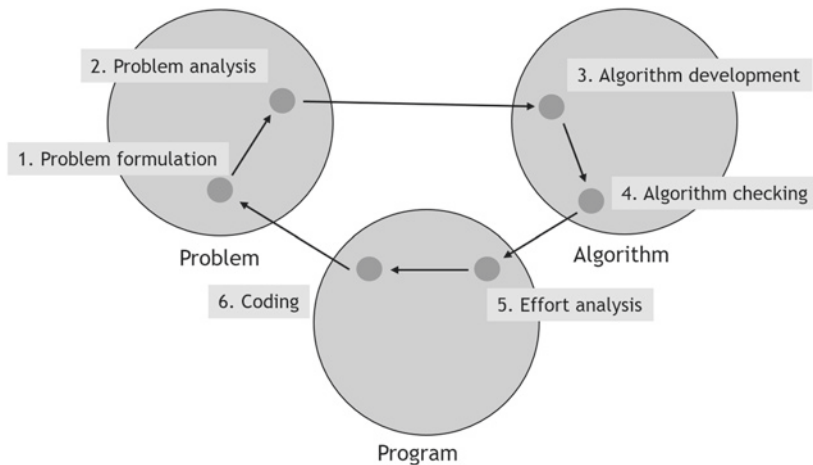 2. Problem analysis
3. Algorithm development
1. Problem formulation
4. Algorithm checking
Problem
Algorithm
6. Coding
5. Effort analysis
Program